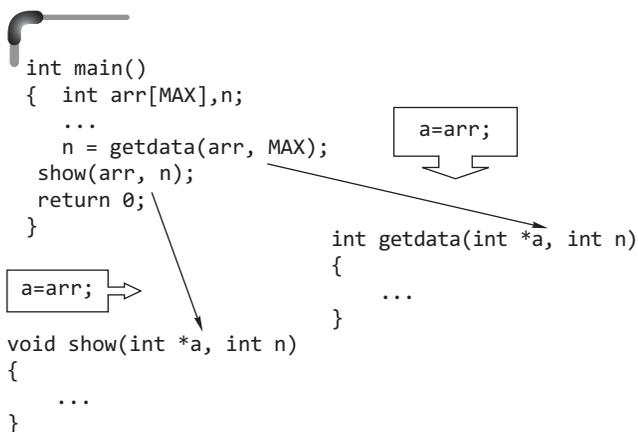 int main()
{ int arr[MAX],n;
...
n = getdata(arr, MAX);
show(arr, n);
return 0;
}
a=arr;
int getdata(int *a, int n)
{
...
}
a=arr;
void show(int *a, int n)
{
...
}